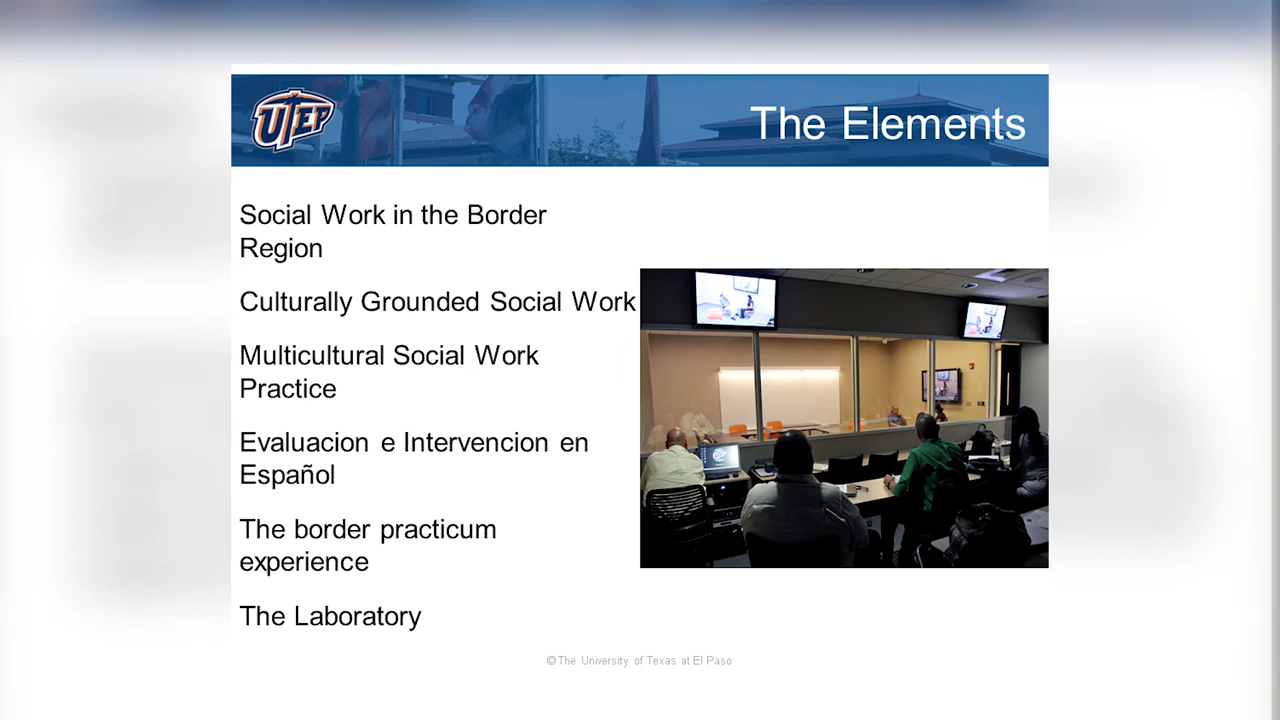 UTEP
The Elements
Social Work in the Border
Region
Culturally Grounded Social Work
Multicultural Social Work
Practice
Evaluacion e Intervencion en
Español
The border practicum
experience
The Laboratory
© The University of Texas at El Paso